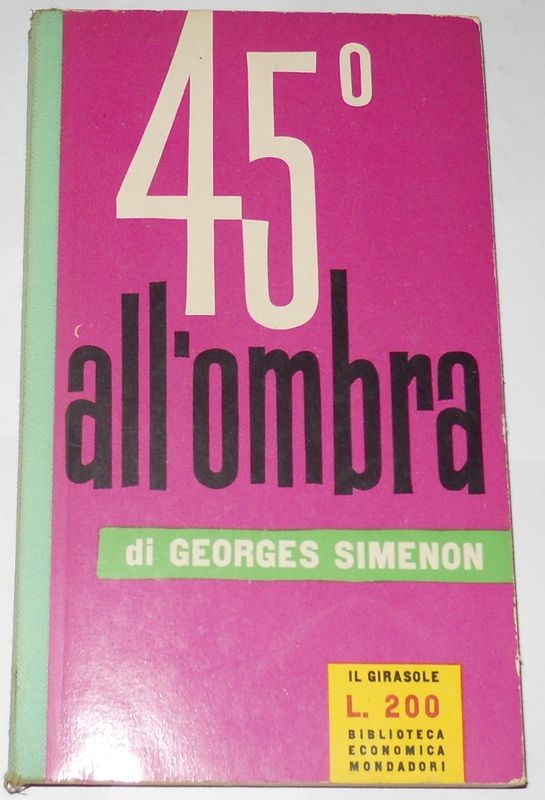 45°
all'ombra
di GEORGES SIMENON
IL GIRASOLE
L. 200
BIBLIOTECA
ECONOMICA
MONDADORI